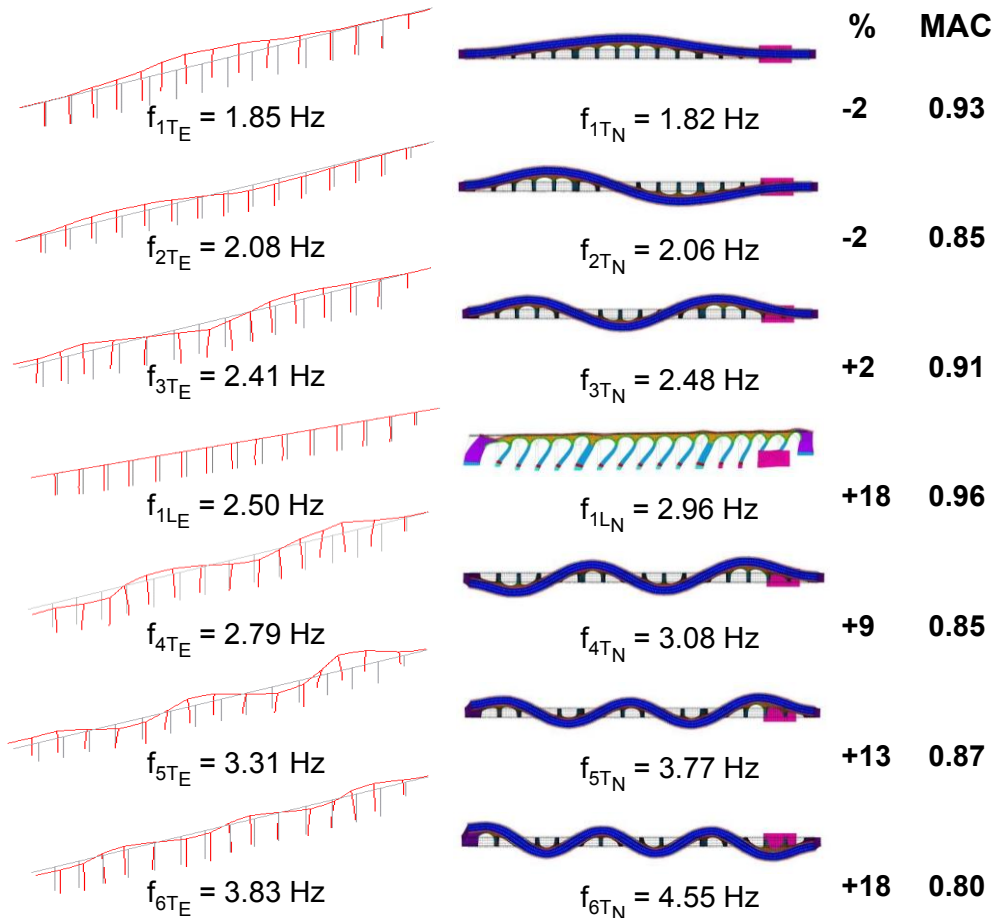 % MAC
f1TE = 1.85 Hz f1TN = 1.82 Hz -2 0.93
f2TE = 2.08 Hz f2TN = 2.06 Hz -2 0.85
f3TE = 2.41 Hz f3TN = 2.48 Hz +2 0.91
f1LE = 2.50 Hz f1LN = 2.96 Hz +18 0.96
f4TE = 2.79 Hz f4TN = 3.08 Hz +9 0.85
f5TE = 3.31 Hz f5TN = 3.77 Hz +13 0.87
f6TE = 3.83 Hz f6TN = 4.55 Hz +18 0.80